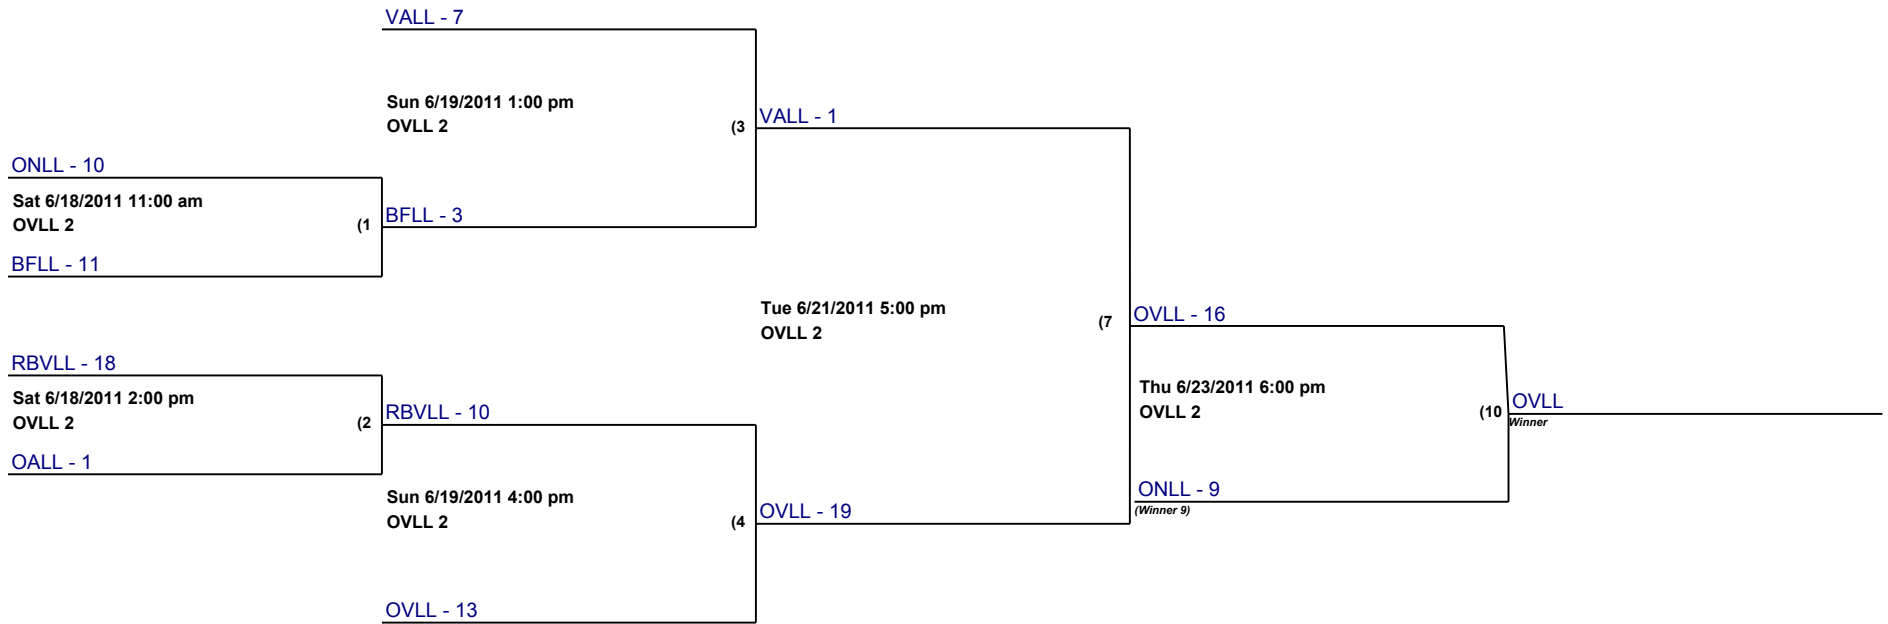 VALL - 7
Sun 6/19/2011 1:00 pm
OVLL 2
(3
VALL - 1
ONLL - 10
Sat 6/18/2011 11:00 am
OVLL 2
(1
BFLL - 3
BFLL - 11
Tue 6/21/2011 5:00 pm
OVLL 2
(7
OVLL - 16
RBVLL - 18
Sat 6/18/2011 2:00 pm
OVLL 2
(2
RBVLL - 10
OALL - 1
Thu 6/23/2011 6:00 pm
OVLL 2
(10
OVLL
Winner
Sun 6/19/2011 4:00 pm
OVLL 2
(4
OVLL - 19
ONLL - 9
(Winner 9)
OVLL - 13